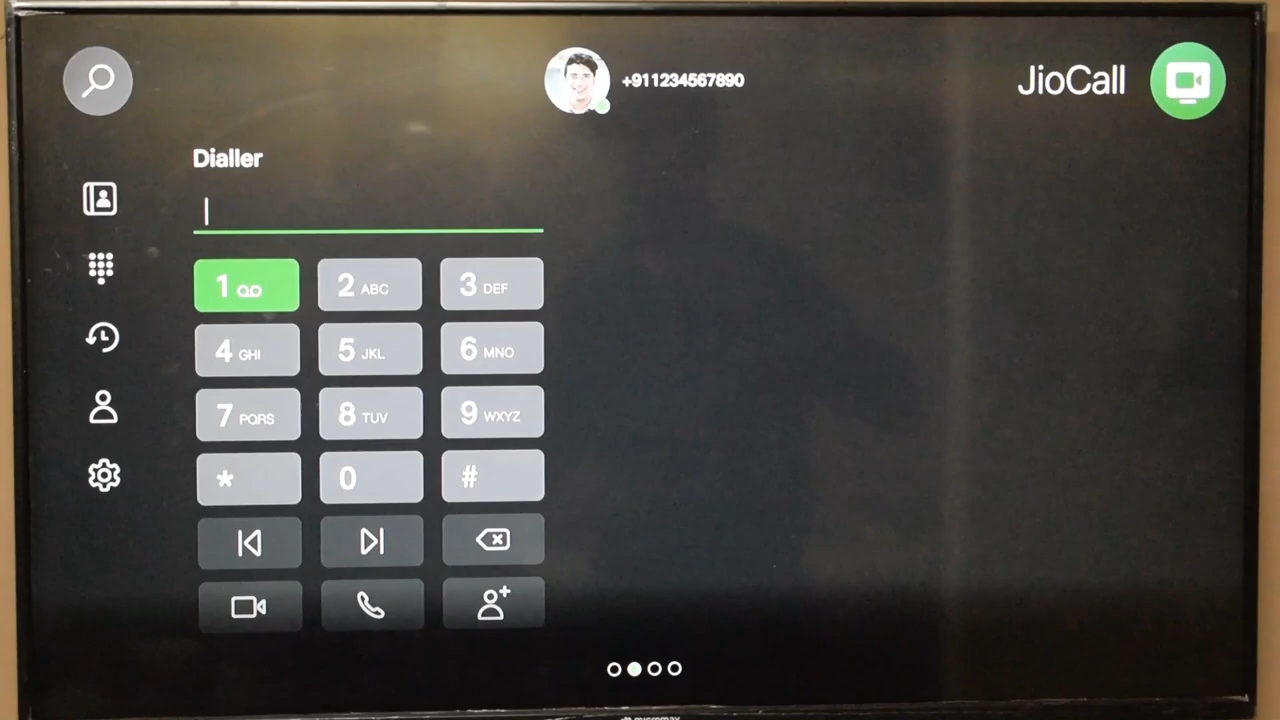 +911234567890
JioCall
Dialler
1
2 ABC
3 DEF
4 GHI
5 JKL
6 MNO
7 PQRS
8 TUV
9 WXYZ
*
0
#
micromax